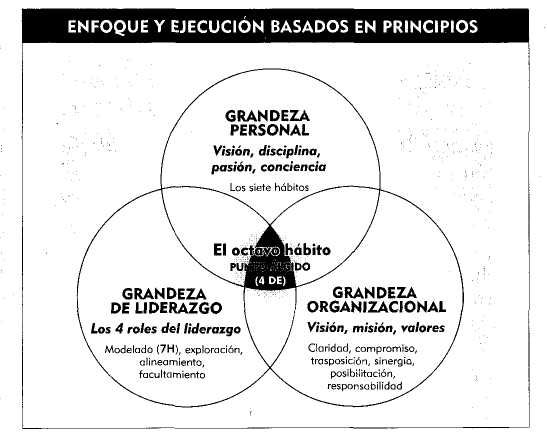 ENFOQUE Y EJECUCIÓN BASADOS EN PRINCIPIOS
GRANDEZA
PERSONAL
Visión, disciplina,
pasión, conciencia
Los siete hábitos
El octavo hábito
PUNTO ÁLGIDO
(4 DE)
GRANDEZA
DE LIDERAZGO
Los 4 roles del liderazgo
Modelado (7H), exploración,
alineamiento,
facultamiento
GRANDEZA
ORGANIZACIONAL
Visión, misión, valores
Claridad, compromiso,
trasposición, sinergia,
posibilitación,
responsabilidad